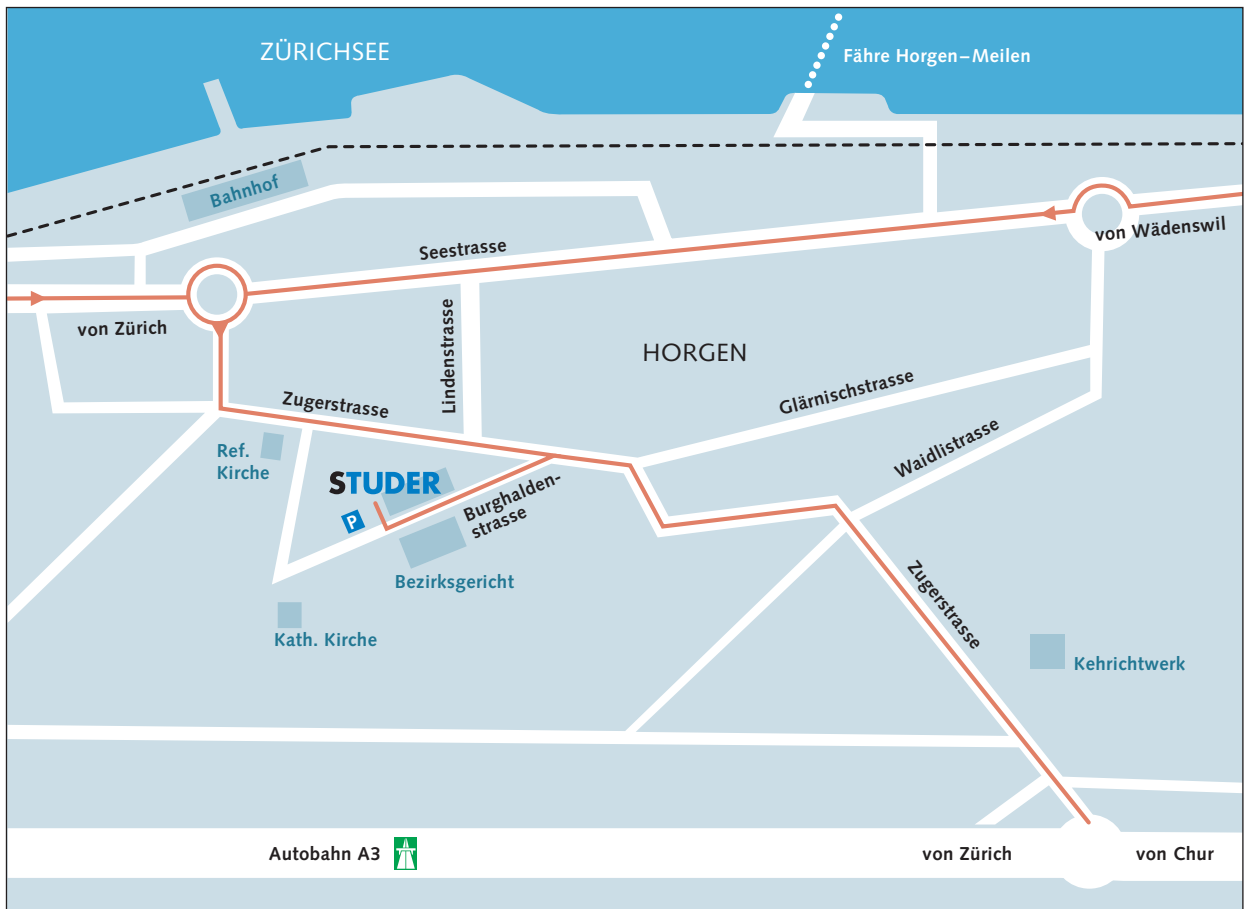 ZÜRICHSEE
Fähre Horgen–Meilen
Bahnhof
von Wädenswil
Seestrasse
von Zürich
Lindenstrasse
HORGEN
Zugerstrasse
Glärnischstrasse
Ref.
Kirche
Waidlistrasse
STUDER
P
Burghalden-
strasse
Bezirksgericht
Zugerstrasse
Kath. Kirche
Kehrichtwerk
Autobahn A3
von Zürich
von Chur